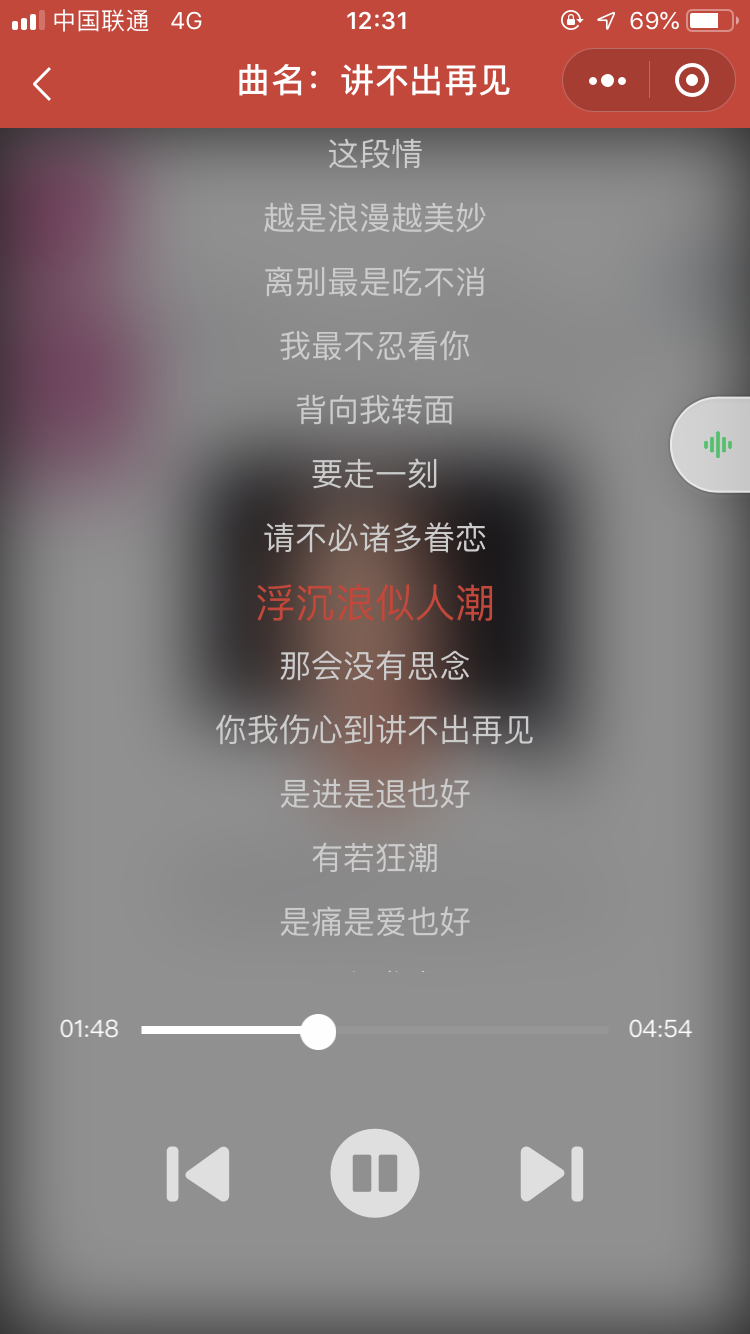 中国联通 4G 12:31 69%
曲名：讲不出再见
这段情
越是浪漫越美妙
离别最是吃不消
我最不忍看你
背向我转面
要走一刻
请不必诸多眷恋
浮沉浪似人潮
那会没有思念
你我伤心到讲不出再见
是进是退也好
有若狂潮
是痛是爱也好
01:48 04:54